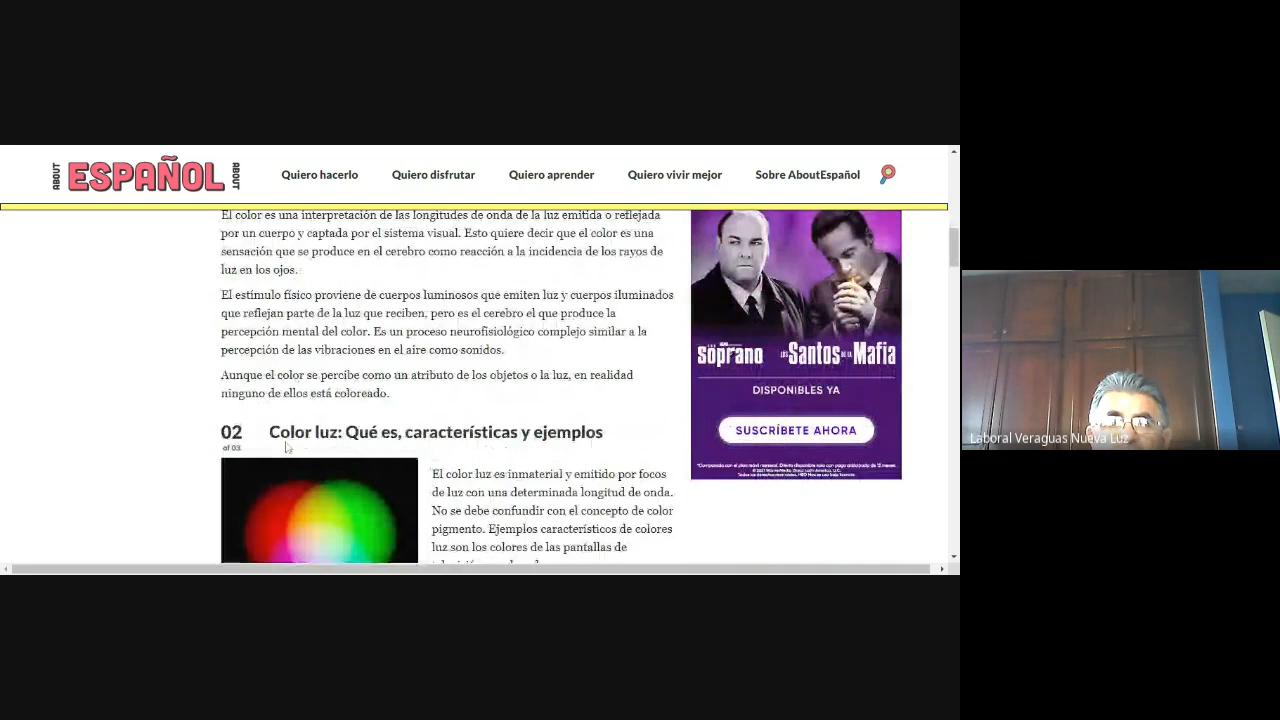 ABOUT ESPAÑOL ABOUT
Quiero hacerlo Quiero disfrutar Quiero aprender Quiero vivir mejor Sobre AboutEspañol
El color es una interpretación de las longitudes de onda de la luz emitida o reflejada
por un cuerpo y captada por el sistema visual. Esto quiere decir que el color es una
sensación que se produce en el cerebro como reacción a la incidencia de los rayos de
luz en los ojos.
El estímulo físico proviene de cuerpos luminosos que emiten luz y cuerpos iluminados
que reflejan parte de la luz que reciben, pero es el cerebro el que produce la
percepción mental del color. Es un proceso neurofisiológico complejo similar a la
percepción de las vibraciones en el aire como sonidos.
Aunque el color se percibe como un atributo de los objetos o la luz, en realidad
ninguno de ellos está coloreado.
02 Color luz: Qué es, características y ejemplos
of 03
El color luz es inmaterial y emitido por focos
de luz con una determinada longitud de onda.
No se debe confundir con el concepto de color
pigmento. Ejemplos característicos de colores
luz son los colores de las pantallas de
soprano LOS Santos DE LA Mafia
DISPONIBLES YA
SUSCRÍBETE AHORA
Laboral Veraguas Nueva Luz